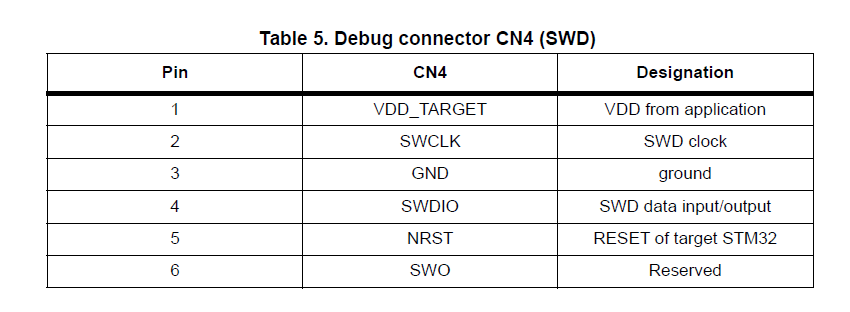 Table 5. Debug connector CN4 (SWD)
Pin CN4 Designation
1 VDD_TARGET VDD from application
2 SWCLK SWD clock
3 GND ground
4 SWDIO SWD data input/output
5 NRST RESET of target STM32
6 SWO Reserved